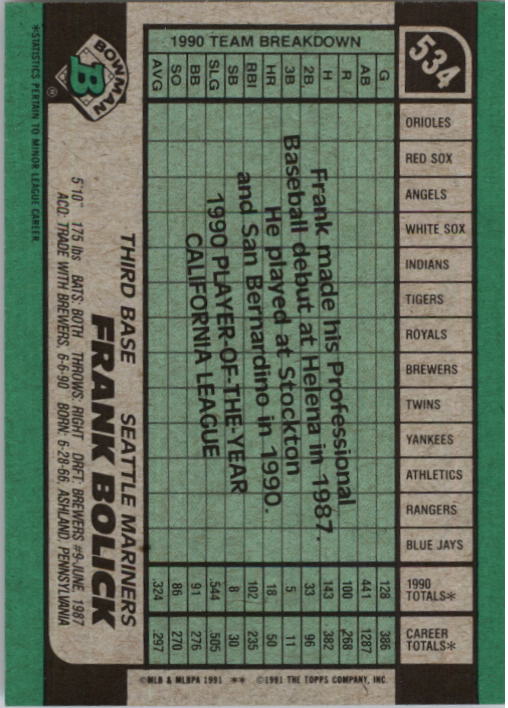 534
1990 TEAM BREAKDOWN
G AB R H 2B 3B HR RBI SB SLG BB SO AVG
ORIOLES
RED SOX
ANGELS
WHITE SOX
INDIANS
TIGERS
ROYALS
BREWERS
TWINS
YANKEES
ATHLETICS
RANGERS
BLUE JAYS
1990 TOTALS* 128 441 100 143 33 5 18 102 8 .544 91 86 .324
CAREER TOTALS* 386 1287 268 382 96 11 50 235 30 .505 276 270 .297
Frank made his Professional
Baseball debut at Helena in 1987.
He played at Stockton
and San Bernardino in 1990.
1990 PLAYER-OF-THE-YEAR
CALIFORNIA LEAGUE
BOWMAN
B
®
THIRD BASE SEATTLE MARINERS
FRANK BOLICK
5'10" 175 lbs BATS: BOTH THROWS: RIGHT DRFT: BREWERS #9-JUNE, 1987
ACQ: TRADE WITH BREWERS, 6-6-90 BORN: 6-28-66, ASHLAND, PENNSYLVANIA
*STATISTICS PERTAIN TO MINOR LEAGUE CAREER
©MLB & MLBPA 1991 ** ©1991 THE TOPPS COMPANY, INC.